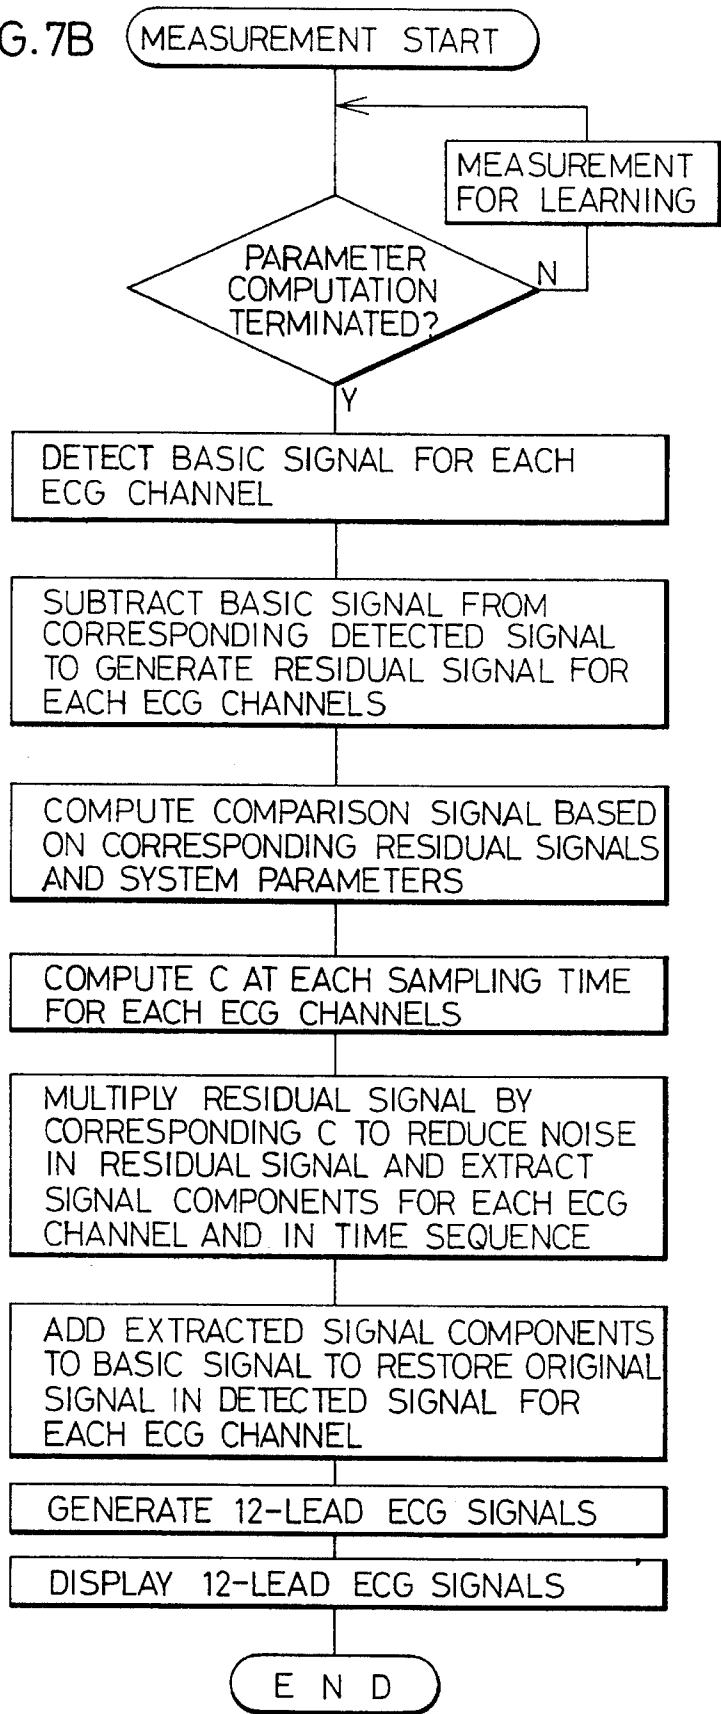 G.7B
MEASUREMENT START
MEASUREMENT
FOR LEARNING
PARAMETER
COMPUTATION
TERMINATED?
N
Y
DETECT BASIC SIGNAL FOR EACH
ECG CHANNEL
SUBTRACT BASIC SIGNAL FROM
CORRESPONDING DETECTED SIGNAL
TO GENERATE RESIDUAL SIGNAL FOR
EACH ECG CHANNELS
COMPUTE COMPARISON SIGNAL BASED
ON CORRESPONDING RESIDUAL SIGNALS
AND SYSTEM PARAMETERS
COMPUTE C AT EACH SAMPLING TIME
FOR EACH ECG CHANNELS
MULTIPLY RESIDUAL SIGNAL BY
CORRESPONDING C TO REDUCE NOISE
IN RESIDUAL SIGNAL AND EXTRACT
SIGNAL COMPONENTS FOR EACH ECG
CHANNEL AND IN TIME SEQUENCE
ADD EXTRACTED SIGNAL COMPONENTS
TO BASIC SIGNAL TO RESTORE ORIGINAL
SIGNAL IN DETECTED SIGNAL FOR
EACH ECG CHANNEL
GENERATE 12-LEAD ECG SIGNALS
DISPLAY 12-LEAD ECG SIGNALS
END